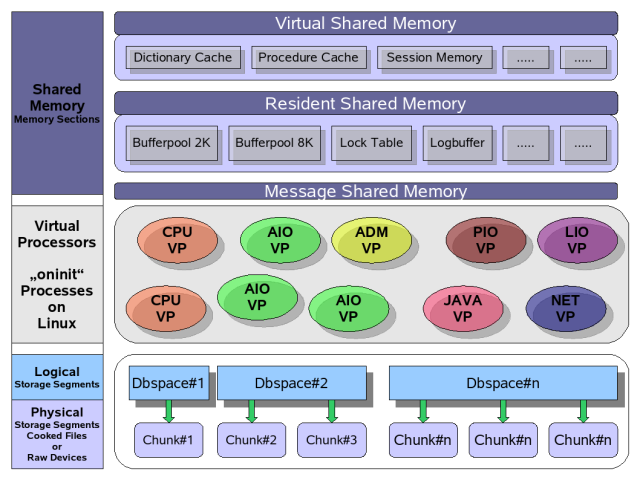 Virtual Shared Memory
Dictionary Cache
Procedure Cache
Session Memory
.....
.....
Shared
Memory
Memory Sections
Resident Shared Memory
Bufferpool 2K
Bufferpool 8K
Lock Table
Logbuffer
.....
.....
Message Shared Memory
Virtual
Processors
„oninit“
Processes
on
Linux
CPU
VP
AIO
VP
ADM
VP
PIO
VP
LIO
VP
CPU
VP
AIO
VP
AIO
VP
JAVA
VP
NET
VP
Logical
Storage Segments
Dbspace#1
Dbspace#2
Dbspace#n
Physical
Storage Segments
Cooked Files
or
Raw Devices
Chunk#1
Chunk#2
Chunk#3
Chunk#n
Chunk#n
Chunk#n